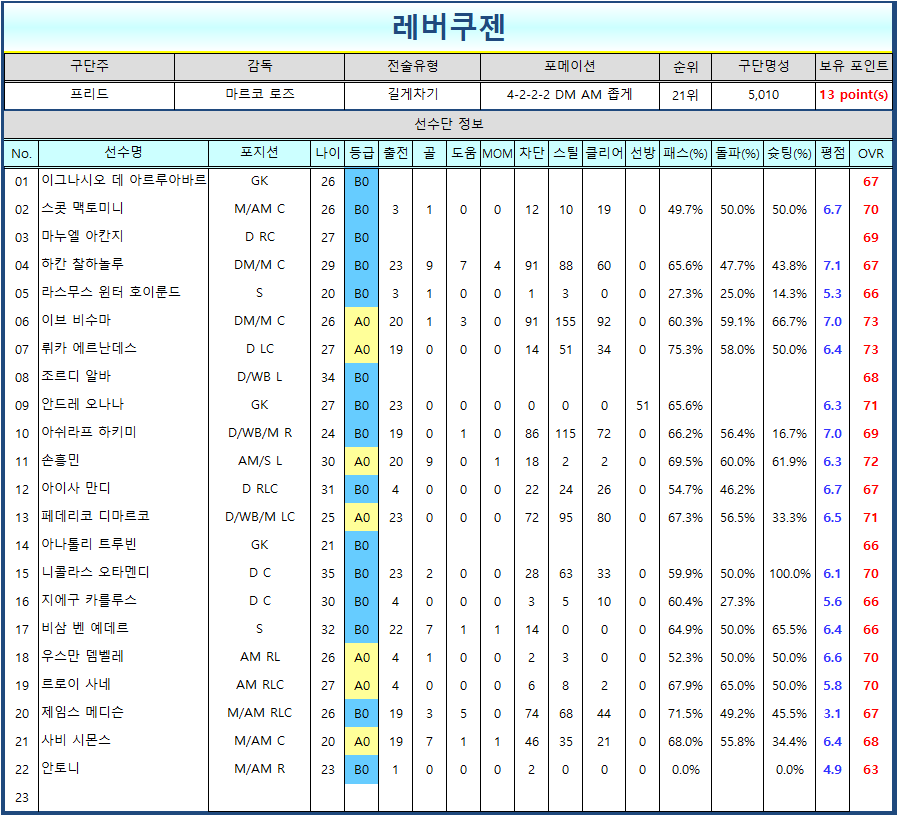 레버쿠젠
구단주 감독 전술유형 포메이션 순위 구단명성 보유 포인트
프리드 마르코 로즈 길게차기 4-2-2-2 DM AM 좁게 21위 5,010 13 point(s)
선수단 정보
No. 선수명 포지션 나이 등급 출전 골 도움 MOM 차단 스틸 클리어 선방 패스(%) 돌파(%) 슛팅(%) 평점 OVR
01 이그나시오 데 아르루아바르 GK 26 B0 67
02 스콧 맥토미니 M/AM C 26 B0 3 1 0 0 12 10 19 0 49.7% 50.0% 50.0% 6.7 70
03 마누엘 아칸지 D RC 27 B0 69
04 하칸 찰하놀루 DM/M C 29 B0 23 9 7 4 91 88 60 0 65.6% 47.7% 43.8% 7.1 67
05 라스무스 윈터 호이룬드 S 20 B0 3 1 0 0 1 3 0 0 27.3% 25.0% 14.3% 5.3 66
06 이브 비수마 DM/M C 26 A0 20 1 3 0 91 155 92 0 60.3% 59.1% 66.7% 7.0 73
07 뤼카 에르난데스 D LC 27 A0 19 0 0 0 14 51 34 0 75.3% 58.0% 50.0% 6.4 73
08 조르디 알바 D/WB L 34 B0 68
09 안드레 오나나 GK 27 B0 23 0 0 0 0 0 0 51 65.6% 6.3 71
10 아쉬라프 하키미 D/WB/M R 24 B0 19 0 1 0 86 115 72 0 66.2% 56.4% 16.7% 7.0 69
11 손흥민 AM/S L 30 A0 20 9 0 1 18 2 2 0 69.5% 60.0% 61.9% 6.3 72
12 아이사 만디 D RLC 31 B0 4 0 0 0 22 24 26 0 54.7% 46.2% 6.7 67
13 페데리코 디마르코 D/WB/M LC 25 A0 23 0 0 0 72 95 80 0 67.3% 56.5% 33.3% 6.5 71
14 아나톨리 트루빈 GK 21 B0 66
15 니콜라스 오타멘디 D C 35 B0 23 2 0 0 28 63 33 0 59.9% 50.0% 100.0% 6.1 70
16 지에구 카를루스 D C 30 B0 4 0 0 0 3 5 10 0 60.4% 27.3% 5.6 66
17 비삼 벤 예데르 S 32 B0 22 7 1 1 14 0 0 0 64.9% 50.0% 65.5% 6.4 66
18 우스만 뎀벨레 AM RL 26 A0 4 1 0 0 2 3 0 0 52.3% 50.0% 50.0% 6.6 70
19 르로이 사네 AM RLC 27 A0 4 0 0 0 6 8 2 0 67.9% 65.0% 50.0% 5.8 70
20 제임스 메디슨 M/AM RLC 26 B0 19 3 5 0 74 68 44 0 71.5% 49.2% 45.5% 3.1 67
21 사비 시몬스 M/AM C 20 A0 19 7 1 1 46 35 21 0 68.0% 55.8% 34.4% 6.4 68
22 안토니 M/AM R 23 B0 1 0 0 0 2 0 0 0 0.0% 0.0% 4.9 63
23